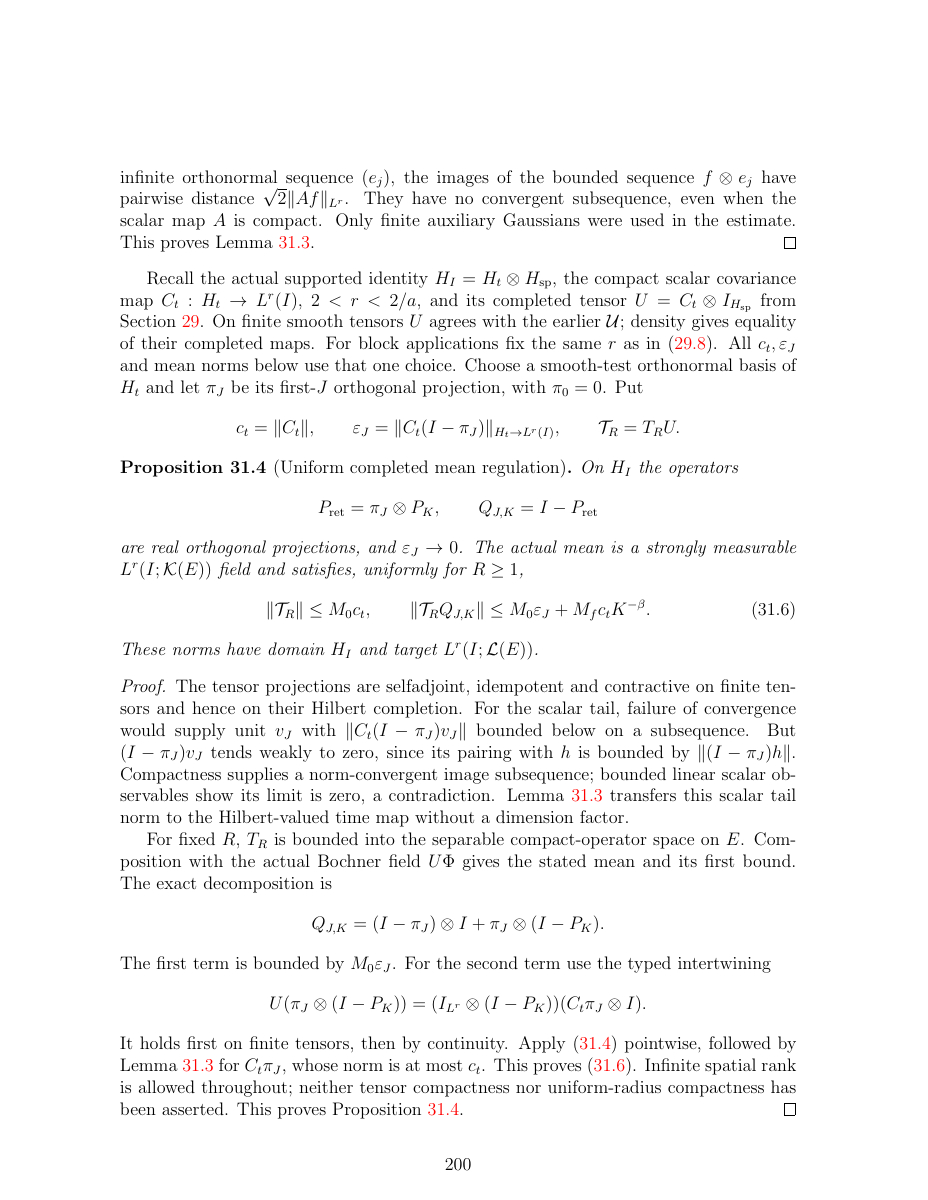 infinite orthonormal sequence (e_j), the images of the bounded sequence f ⊗ e_j have
pairwise distance √2‖Af‖_{L^r}. They have no convergent subsequence, even when the
scalar map A is compact. Only finite auxiliary Gaussians were used in the estimate.
This proves Lemma 31.3. □
Recall the actual supported identity H_I = H_t ⊗ H_sp, the compact scalar covariance
map C_t : H_t → L^r(I), 2 < r < 2/a, and its completed tensor U = C_t ⊗ I_{H_sp} from
Section 29. On finite smooth tensors U agrees with the earlier 𝒰; density gives equality
of their completed maps. For block applications fix the same r as in (29.8). All c_t, ε_J
and mean norms below use that one choice. Choose a smooth-test orthonormal basis of
H_t and let π_J be its first-J orthogonal projection, with π_0 = 0. Put
c_t = ‖C_t‖, ε_J = ‖C_t(I − π_J)‖_{H_t→L^r(I)}, 𝒯_R = T_R U.
Proposition 31.4 (Uniform completed mean regulation). On H_I the operators
P_ret = π_J ⊗ P_K, Q_{J,K} = I − P_ret
are real orthogonal projections, and ε_J → 0. The actual mean is a strongly measurable
L^r(I; 𝒦(E)) field and satisfies, uniformly for R ≥ 1,
‖𝒯_R‖ ≤ M_0 c_t, ‖𝒯_R Q_{J,K}‖ ≤ M_0 ε_J + M_f c_t K^{−β}. (31.6)
These norms have domain H_I and target L^r(I; ℒ(E)).
Proof. The tensor projections are selfadjoint, idempotent and contractive on finite ten-
sors and hence on their Hilbert completion. For the scalar tail, failure of convergence
would supply unit v_J with ‖C_t(I − π_J)v_J‖ bounded below on a subsequence. But
(I − π_J)v_J tends weakly to zero, since its pairing with h is bounded by ‖(I − π_J)h‖.
Compactness supplies a norm-convergent image subsequence; bounded linear scalar ob-
servables show its limit is zero, a contradiction. Lemma 31.3 transfers this scalar tail
norm to the Hilbert-valued time map without a dimension factor.
For fixed R, T_R is bounded into the separable compact-operator space on E. Com-
position with the actual Bochner field UΦ gives the stated mean and its first bound.
The exact decomposition is
Q_{J,K} = (I − π_J) ⊗ I + π_J ⊗ (I − P_K).
The first term is bounded by M_0 ε_J. For the second term use the typed intertwining
U(π_J ⊗ (I − P_K)) = (I_{L^r} ⊗ (I − P_K))(C_t π_J ⊗ I).
It holds first on finite tensors, then by continuity. Apply (31.4) pointwise, followed by
Lemma 31.3 for C_t π_J, whose norm is at most c_t. This proves (31.6). Infinite spatial rank
is allowed throughout; neither tensor compactness nor uniform-radius compactness has
been asserted. This proves Proposition 31.4. □
200